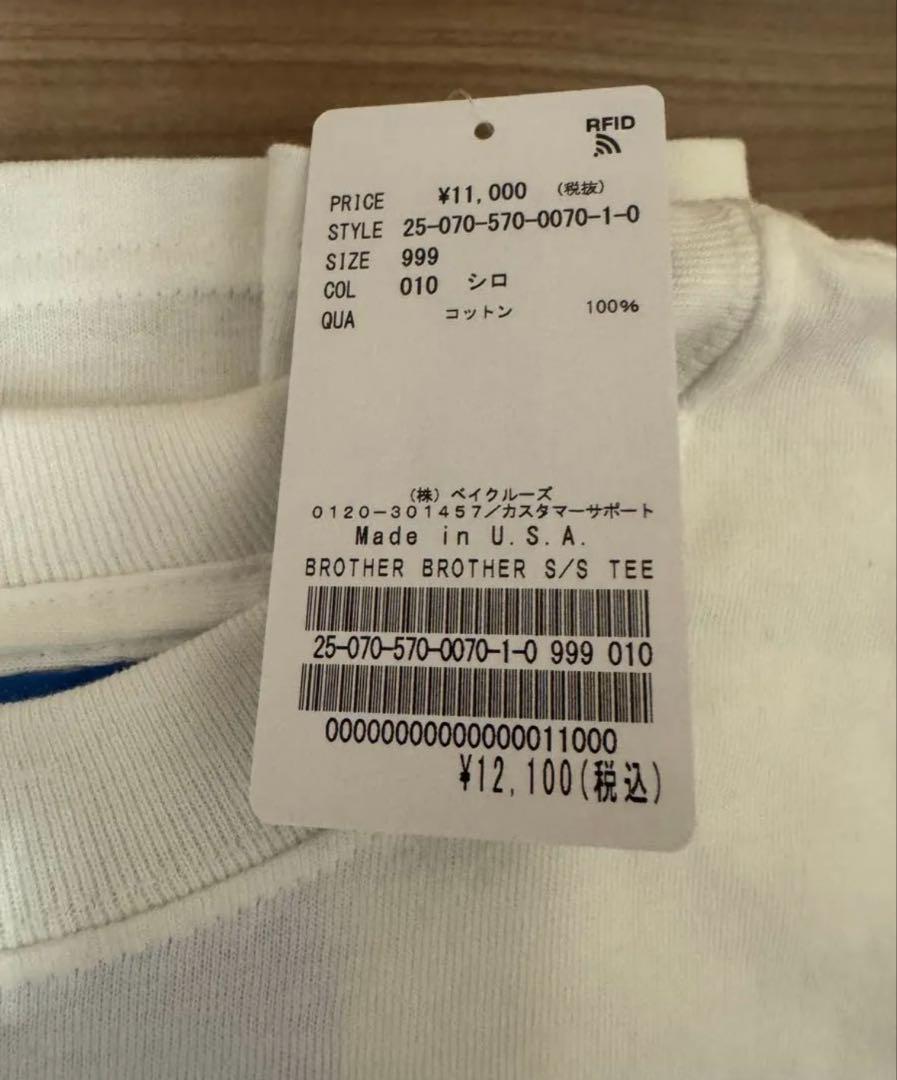 RFID
PRICE ¥11,000 (税抜)
STYLE 25-070-570-0070-1-0
SIZE 999
COL 010 シロ
QUA コットン 100%
(株) ベイクルーズ
0120-301457/カスタマーサポート
Made in U.S.A.
BROTHER BROTHER S/S TEE
25-070-570-0070-1-0 999 010
00000000000000011000
¥12,100(税込)